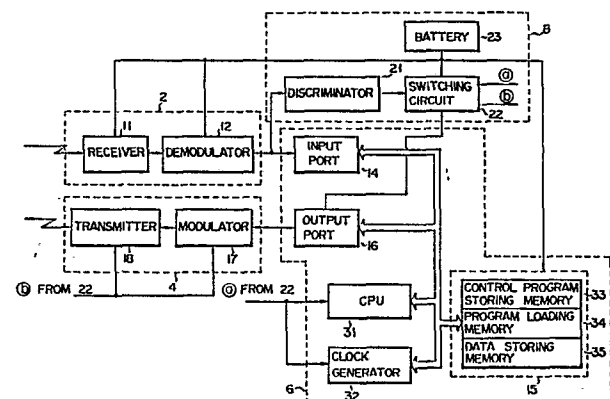 BATTERY
23
8
21
DISCRIMINATOR
SWITCHING
CIRCUIT
22
ⓐ
ⓑ
2
11
12
RECEIVER
DEMODULATOR
INPUT
PORT
14
TRANSMITTER
MODULATOR
OUTPUT
PORT
18
17
16
4
ⓑ FROM 22
ⓐ FROM 22
CPU
31
CLOCK
GENERATOR
32
6
CONTROL PROGRAM
STORING MEMORY
33
PROGRAM LOADING
MEMORY
34
DATA STORING
MEMORY
35
15